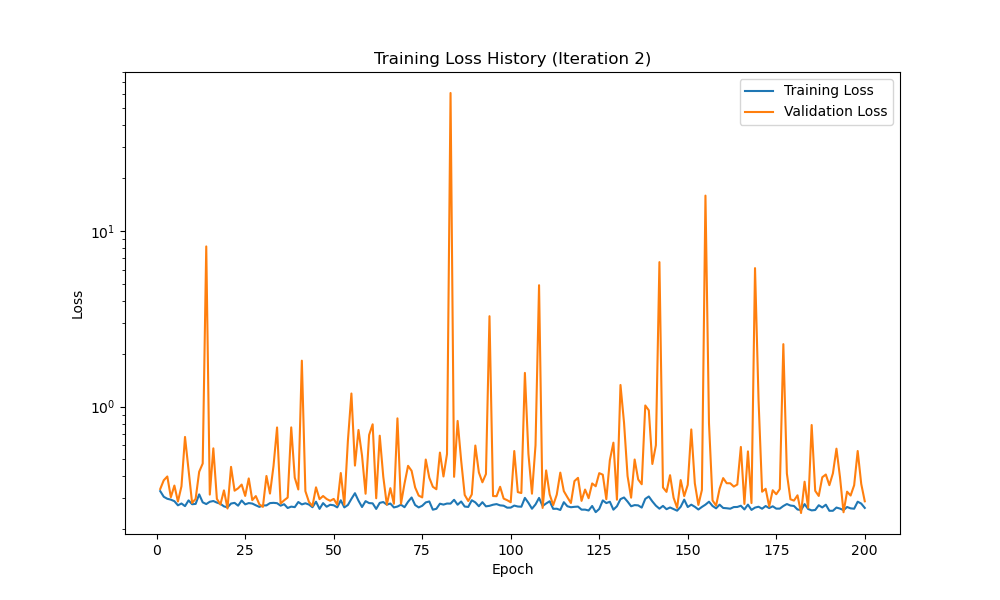 Training Loss History (Iteration 2)
Training Loss
Validation Loss
Loss
10¹
10⁰
0 25 50 75 100 125 150 175 200
Epoch